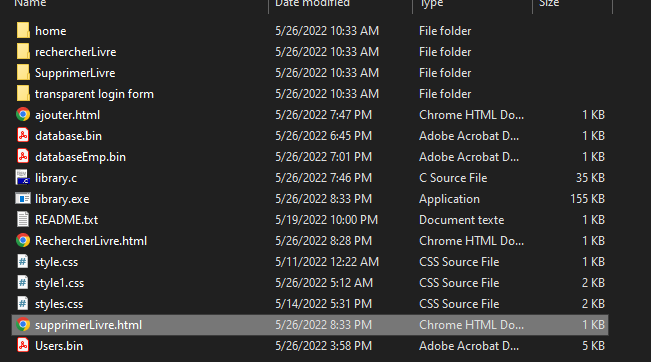 Name Date modified Type Size
home 5/26/2022 10:33 AM File folder
rechercherLivre 5/26/2022 10:33 AM File folder
SupprimerLivre 5/26/2022 10:33 AM File folder
transparent login form 5/26/2022 10:33 AM File folder
ajouter.html 5/26/2022 7:47 PM Chrome HTML Do... 1 KB
database.bin 5/26/2022 6:45 PM Adobe Acrobat D... 1 KB
databaseEmp.bin 5/26/2022 7:01 PM Adobe Acrobat D... 1 KB
library.c 5/26/2022 7:46 PM C Source File 35 KB
library.exe 5/26/2022 8:33 PM Application 155 KB
README.txt 5/19/2022 10:00 PM Document texte 1 KB
RechercherLivre.html 5/26/2022 8:28 PM Chrome HTML Do... 1 KB
style.css 5/11/2022 12:22 AM CSS Source File 1 KB
style1.css 5/26/2022 5:12 AM CSS Source File 2 KB
styles.css 5/14/2022 5:31 PM CSS Source File 2 KB
supprimerLivre.html 5/26/2022 8:33 PM Chrome HTML Do... 1 KB
Users.bin 5/26/2022 3:58 PM Adobe Acrobat D... 5 KB